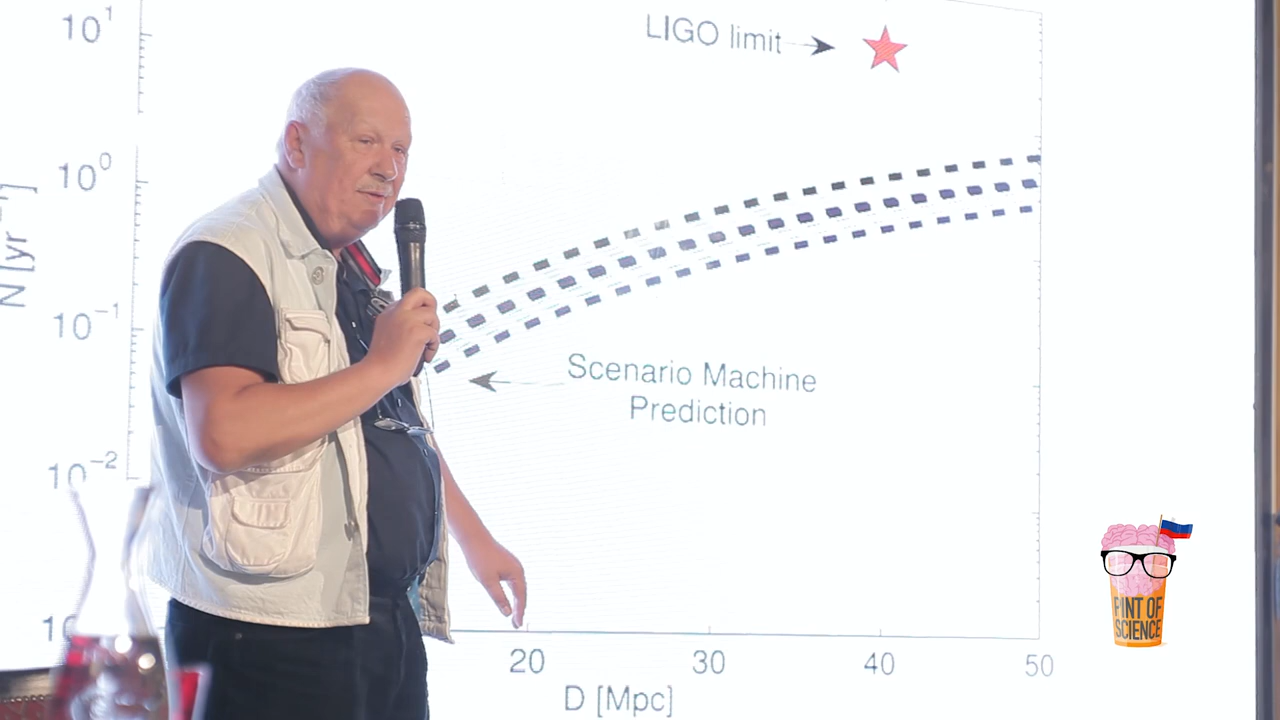 10¹
LIGO limit
10⁰
N [yr⁻¹]
10⁻¹
Scenario Machine
Prediction
10⁻²
20 30 40 50
D [Mpc]
PINT OF
SCIENCE